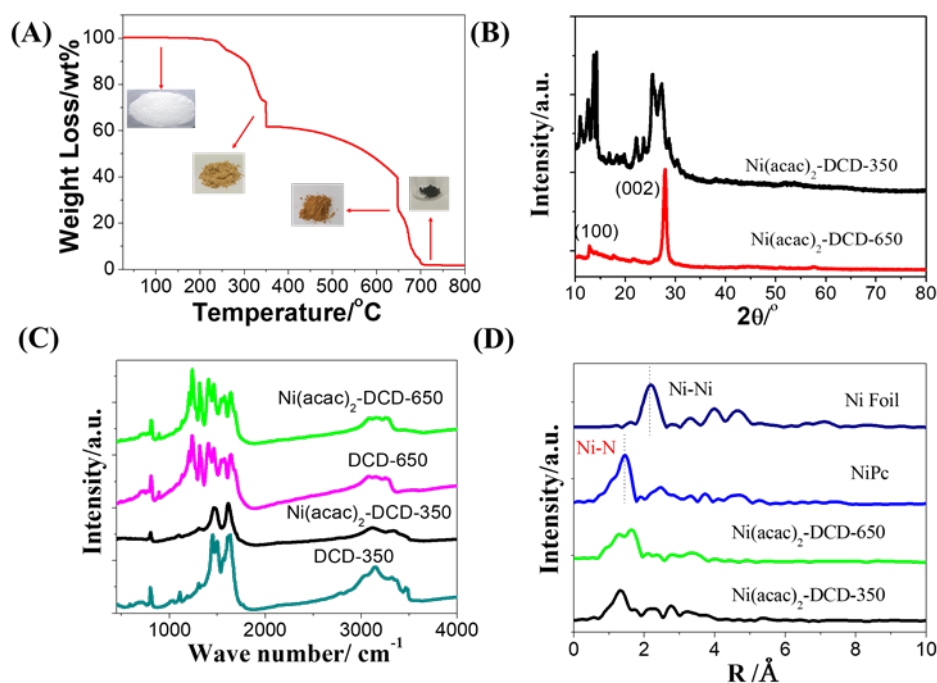 (A)
100
80
60
40
20
0
Weight Loss/wt%
100 200 300 400 500 600 700 800
Temperature/°C
(B)
Intensity/a.u.
Ni(acac)₂-DCD-350
(002)
(100)
Ni(acac)₂-DCD-650
10 20 30 40 50 60 70 80
2θ/°
(C)
Intensity/a.u.
Ni(acac)₂-DCD-650
DCD-650
Ni(acac)₂-DCD-350
DCD-350
1000 2000 3000 4000
Wave number/ cm⁻¹
(D)
Intensity/a.u.
Ni-Ni
Ni Foil
Ni-N
NiPc
Ni(acac)₂-DCD-650
Ni(acac)₂-DCD-350
0 2 4 6 8 10
R /Å